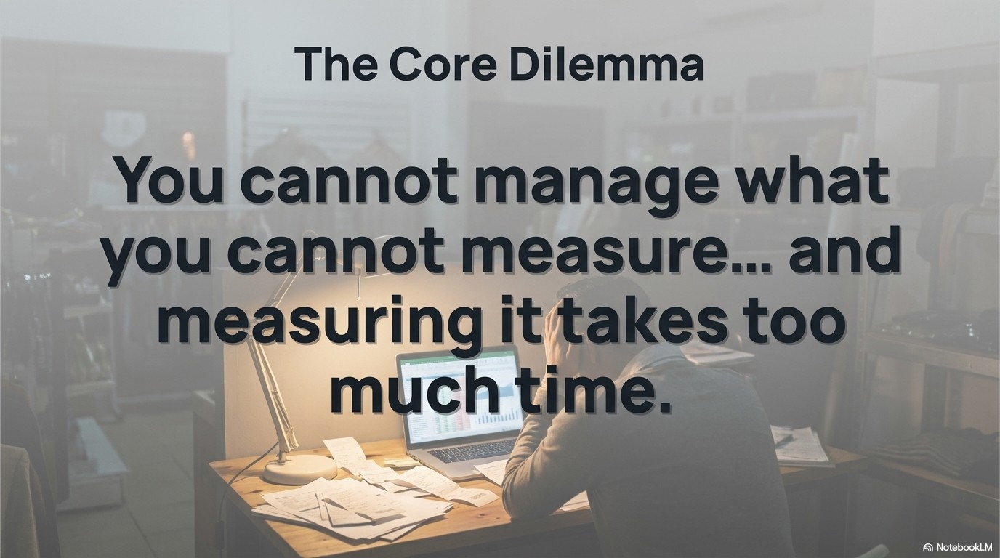 The Core Dilemma
You cannot manage what
you cannot measure... and
measuring it takes too
much time.
NotebookLM